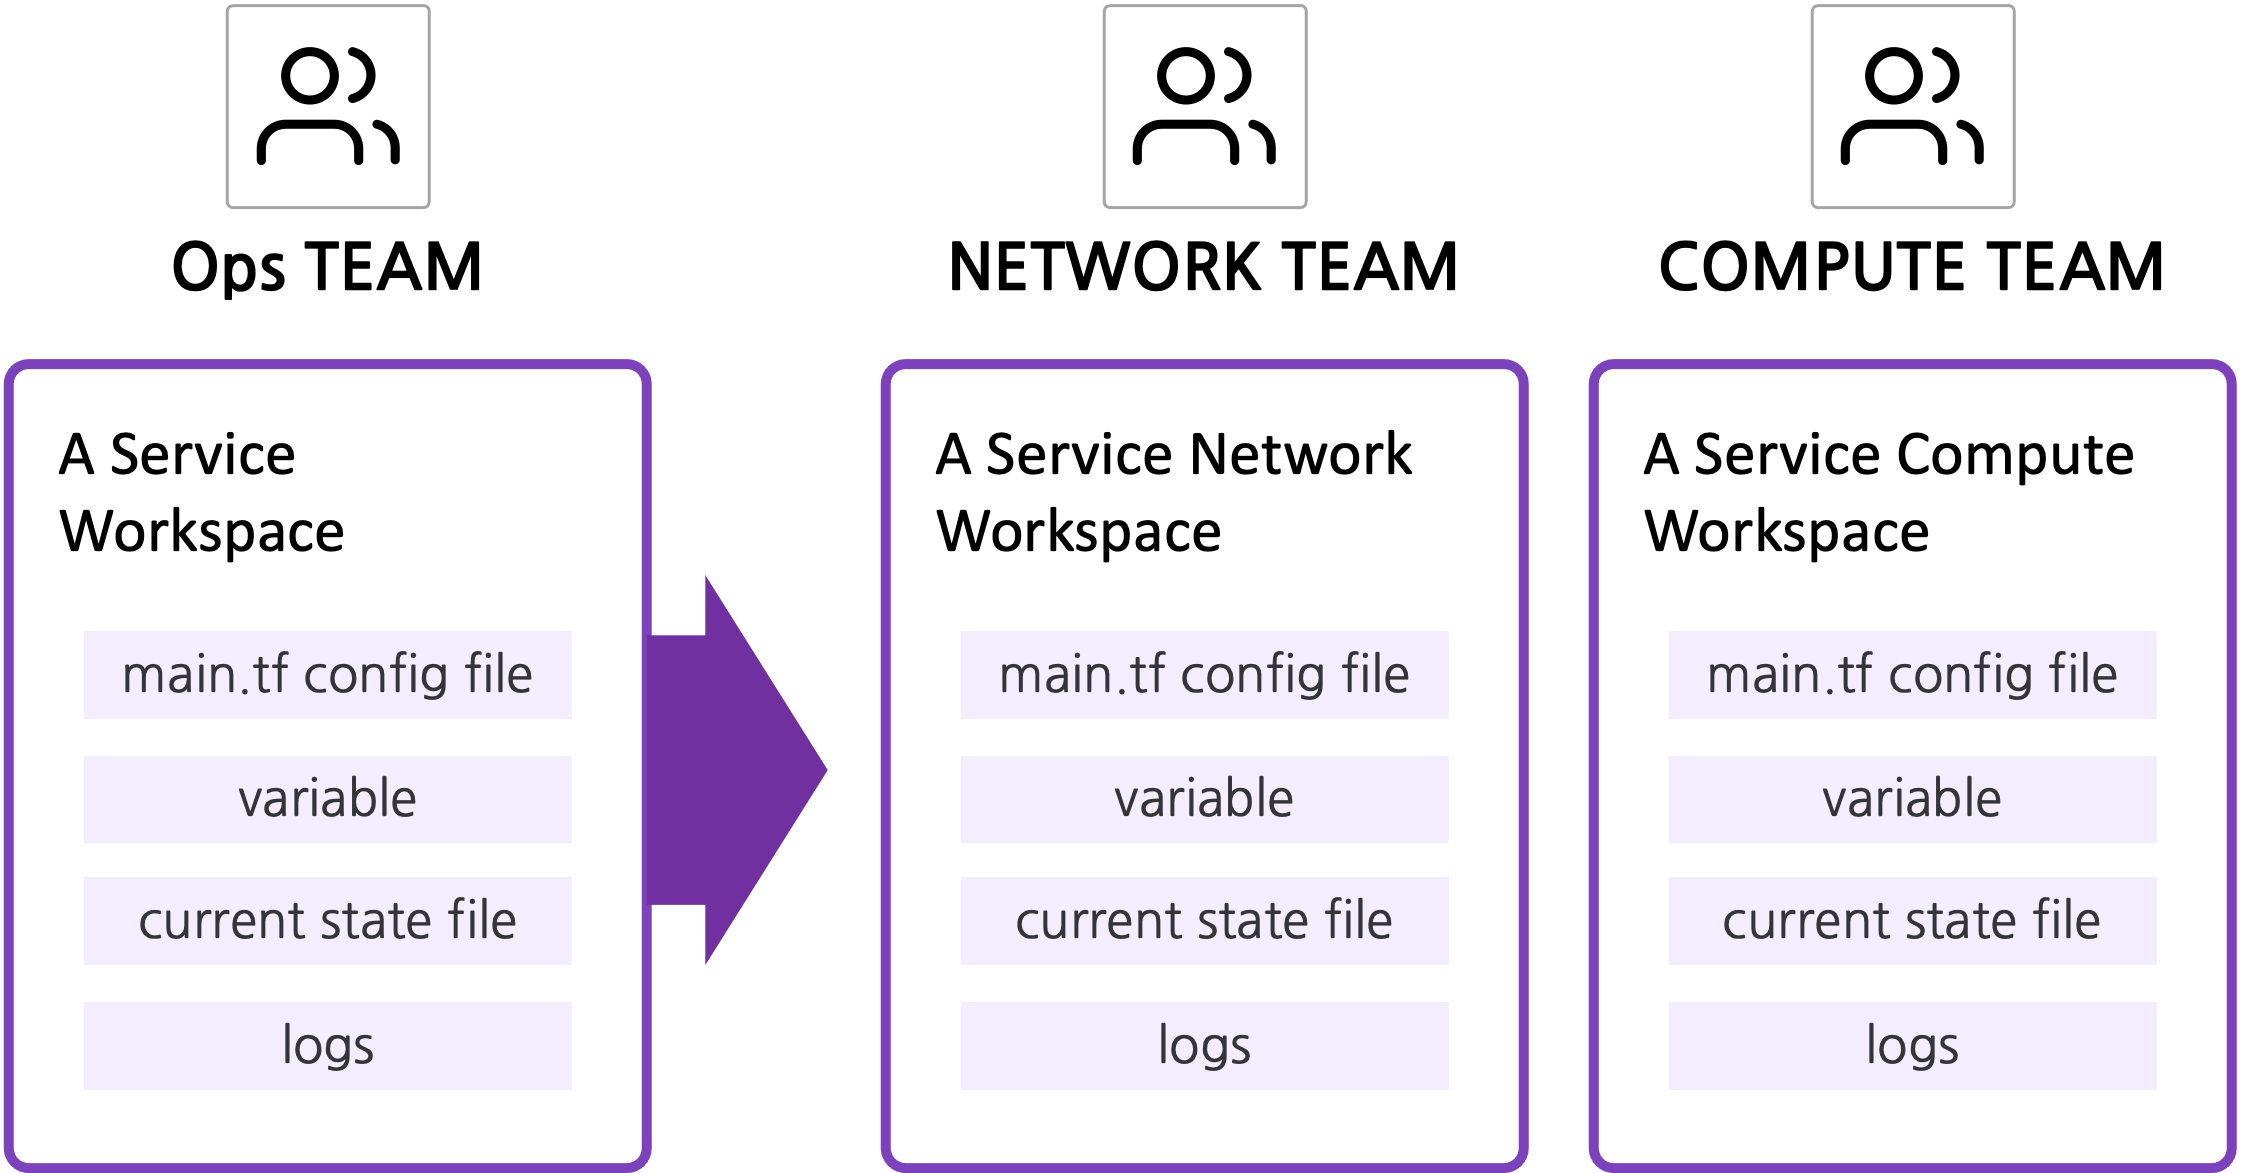 Ops TEAM
A Service
Workspace
main.tf config file
variable
current state file
logs
NETWORK TEAM
A Service Network
Workspace
main.tf config file
variable
current state file
logs
COMPUTE TEAM
A Service Compute
Workspace
main.tf config file
variable
current state file
logs